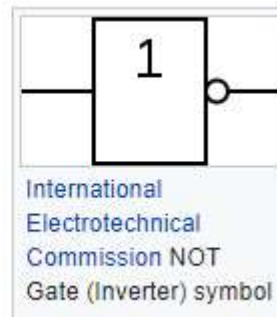 1
International
Electrotechnical
Commission NOT
Gate (Inverter) symbol